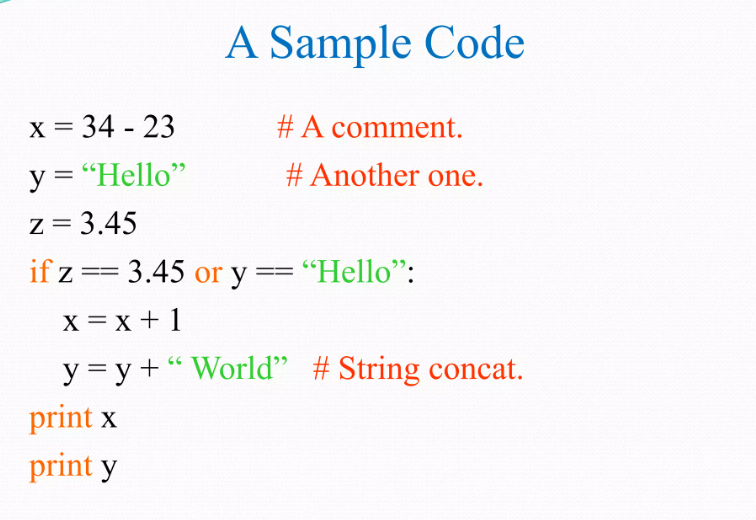 A Sample Code
x = 34 - 23 # A comment.
y = “Hello” # Another one.
z = 3.45
if z == 3.45 or y == “Hello”:
x = x + 1
y = y + “ World” # String concat.
print x
print y